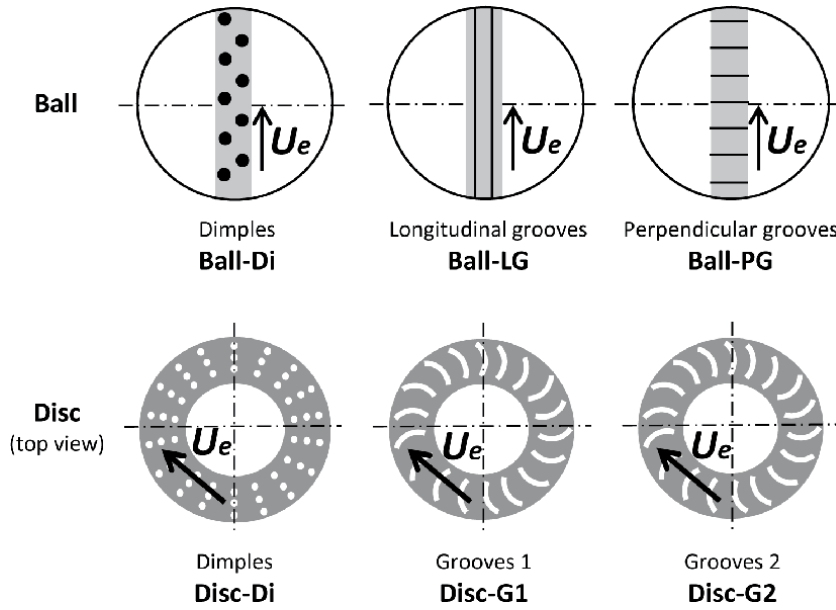 Ball
Ue
Ue
Ue
Dimples
Longitudinal grooves
Perpendicular grooves
Ball-Di
Ball-LG
Ball-PG
Disc
(top view)
Ue
Ue
Ue
Dimples
Grooves 1
Grooves 2
Disc-Di
Disc-G1
Disc-G2